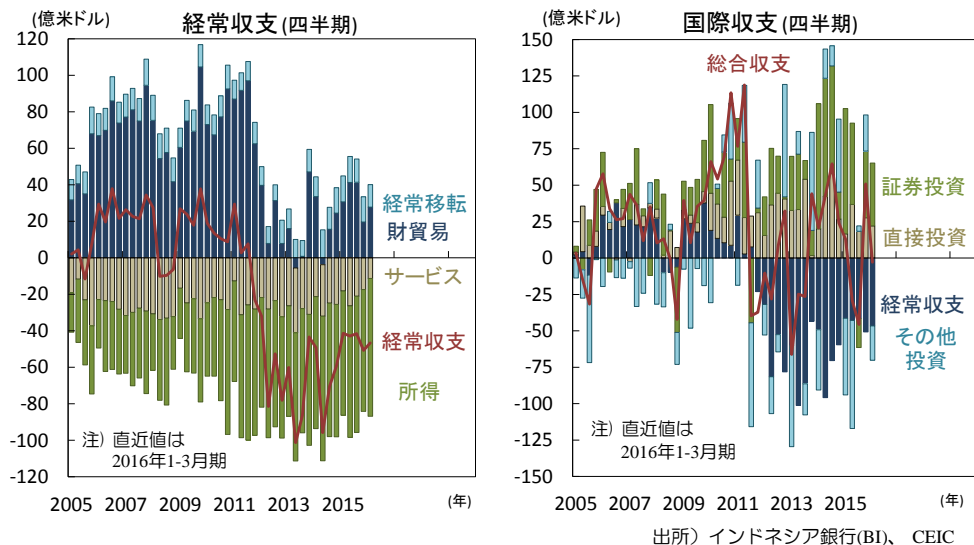 経常収支 (四半期)
(億米ドル)
120
100
80
60
40
20
0
-20
-40
-60
-80
-100
-120
経常移転
財貿易
サービス
経常収支
所得
注) 直近値は
2016年1-3月期
2005 2007 2009 2011 2013 2015 (年)
国際収支 (四半期)
(億米ドル)
150
100
50
0
-50
-100
-150
総合収支
証券投資
直接投資
経常収支
その他
投資
注) 直近値は
2016年1-3月期
2005 2007 2009 2011 2013 2015 (年)
出所）インドネシア銀行(BI)、 CEIC